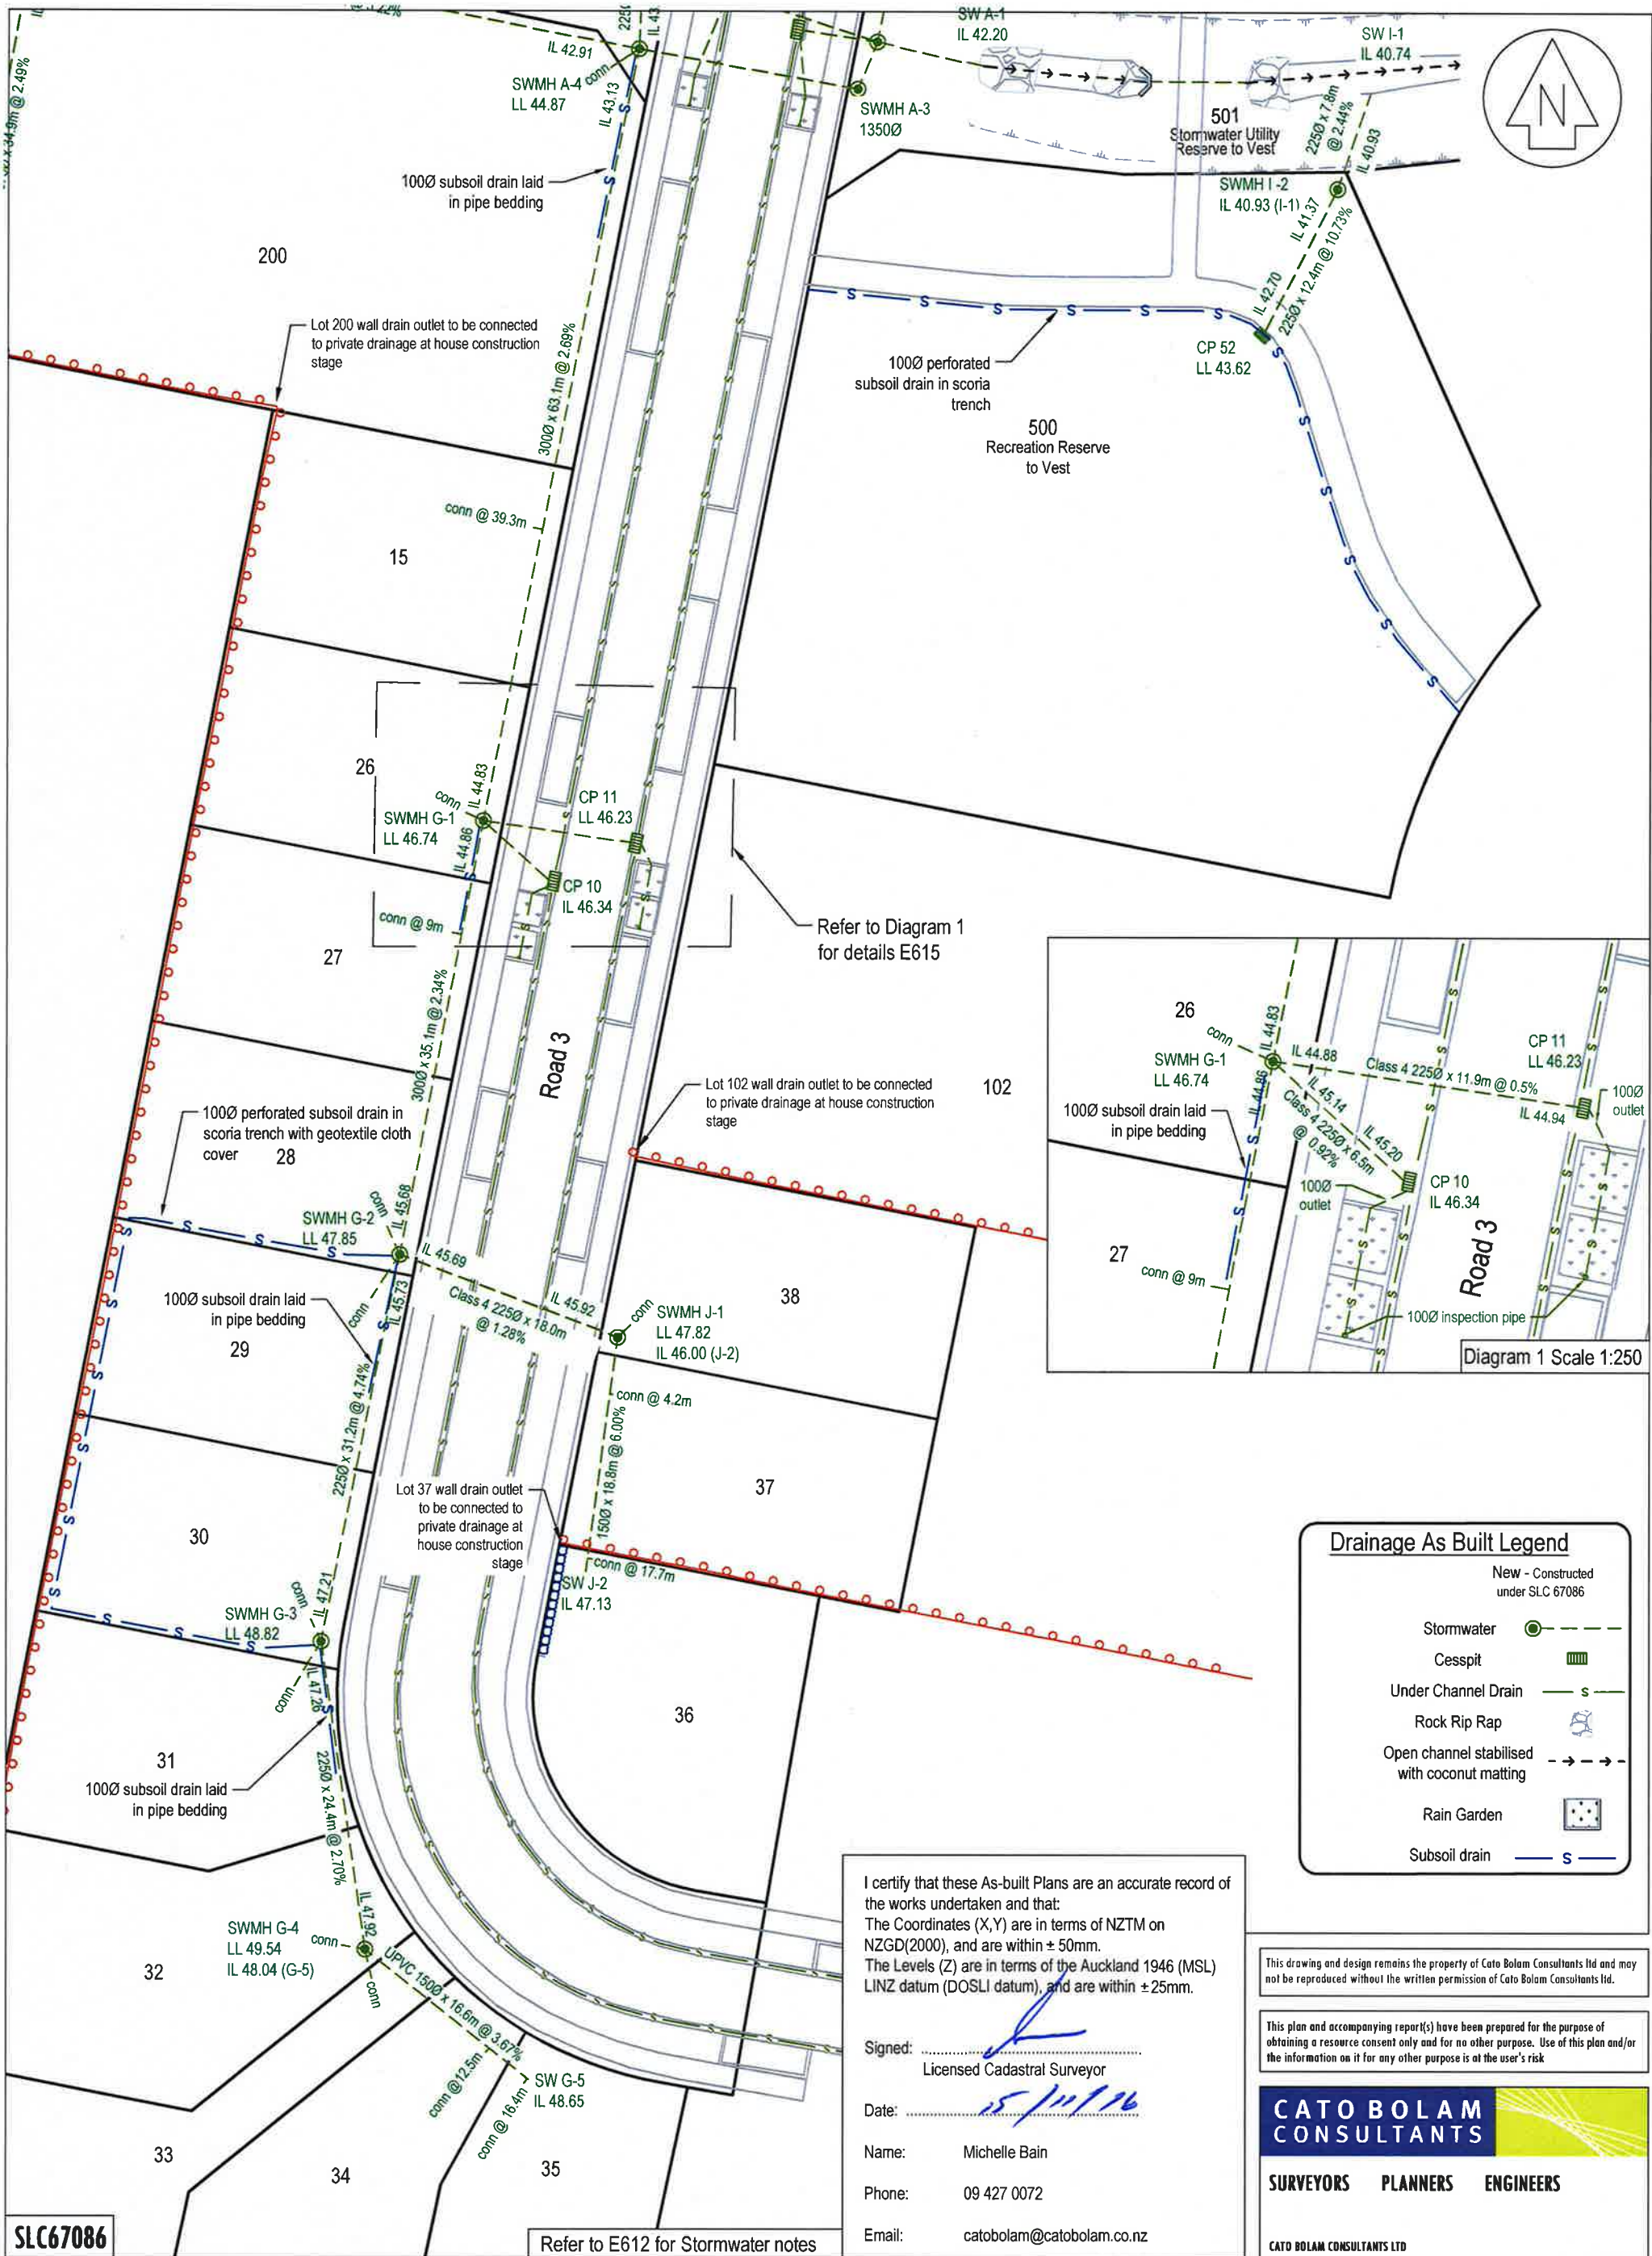 SW A-1
IL 42.20
SW I-1
IL 40.74
N
IL 42.91
SWMH A-4
LL 44.87
conn
IL 43.13
SWMH A-3
1350Ø
501
Stormwater Utility
Reserve to Vest
225Ø x 7.8m
@ 2.44%
IL 40.93
100Ø subsoil drain laid
in pipe bedding
SWMH I -2
IL 40.93 (I-1)
IL 41.37
225Ø x 12.4m @ 10.73%
IL 42.70
200
Lot 200 wall drain outlet to be connected
to private drainage at house construction
stage
300Ø x 63.1m @ 2.69%
CP 52
LL 43.62
100Ø perforated
subsoil drain in scoria
trench
500
Recreation Reserve
to Vest
conn @ 39.3m
15
26
conn
IL 44.83
SWMH G-1
LL 46.74
IL 44.86
CP 11
LL 46.23
CP 10
IL 46.34
conn @ 9m
Refer to Diagram 1
for details E615
27
300Ø x 35.1m @ 2.34%
Road 3
Lot 102 wall drain outlet to be connected
to private drainage at house construction
stage
102
100Ø perforated subsoil drain in
scoria trench with geotextile cloth
cover
28
conn
IL 45.68
SWMH G-2
LL 47.85
IL 45.69
Class 4 225Ø x 18.0m
@ 1.28%
IL 45.92
conn
SWMH J-1
LL 47.82
IL 46.00 (J-2)
38
100Ø subsoil drain laid
in pipe bedding
conn
IL 45.73
29
225Ø x 31.2m @ 4.74%
conn @ 4.2m
150Ø x 18.8m @ 6.00%
37
Lot 37 wall drain outlet
to be connected to
private drainage at
house construction
stage
30
conn @ 17.7m
SW J-2
IL 47.13
conn
IL 47.21
SWMH G-3
LL 48.82
conn
IL 47.26
36
31
100Ø subsoil drain laid
in pipe bedding
225Ø x 24.4m @ 2.70%
IL 47.92
SWMH G-4
LL 49.54
IL 48.04 (G-5)
conn
conn
UPVC 150Ø x 16.6m @ 3.67%
32
conn @12.5m
conn @ 16.4m
SW G-5
IL 48.65
33
34
35
26
conn
IL 44.83
SWMH G-1
LL 46.74
IL 44.88
Class 4 225Ø x 11.9m @ 0.5%
CP 11
LL 46.23
IL 44.94
100Ø
outlet
IL 44.86
IL 45.14
Class 4 225Ø x 6.5m
@ 0.92%
IL 45.20
100Ø subsoil drain laid
in pipe bedding
100Ø
outlet
CP 10
IL 46.34
27
conn @ 9m
Road 3
100Ø inspection pipe
Diagram 1 Scale 1:250
Drainage As Built Legend
New - Constructed
under SLC 67086
Stormwater
Cesspit
Under Channel Drain
Rock Rip Rap
Open channel stabilised
with coconut matting
Rain Garden
Subsoil drain
I certify that these As-built Plans are an accurate record of
the works undertaken and that:
The Coordinates (X,Y) are in terms of NZTM on
NZGD(2000), and are within ± 50mm.
The Levels (Z) are in terms of the Auckland 1946 (MSL)
LINZ datum (DOSLI datum), and are within ±25mm.
Signed:
Licensed Cadastral Surveyor
Date: 15/11/16
Name: Michelle Bain
Phone: 09 427 0072
Email: catobolam@catobolam.co.nz
This drawing and design remains the property of Cato Bolam Consultants ltd and may
not be reproduced without the written permission of Cato Bolam Consultants ltd.
This plan and accompanying report(s) have been prepared for the purpose of
obtaining a resource consent only and for no other purpose. Use of this plan and/or
the information on it for any other purpose is at the user's risk
CATO BOLAM
CONSULTANTS
SURVEYORS PLANNERS ENGINEERS
CATO BOLAM CONSULTANTS LTD
SLC67086
Refer to E612 for Stormwater notes